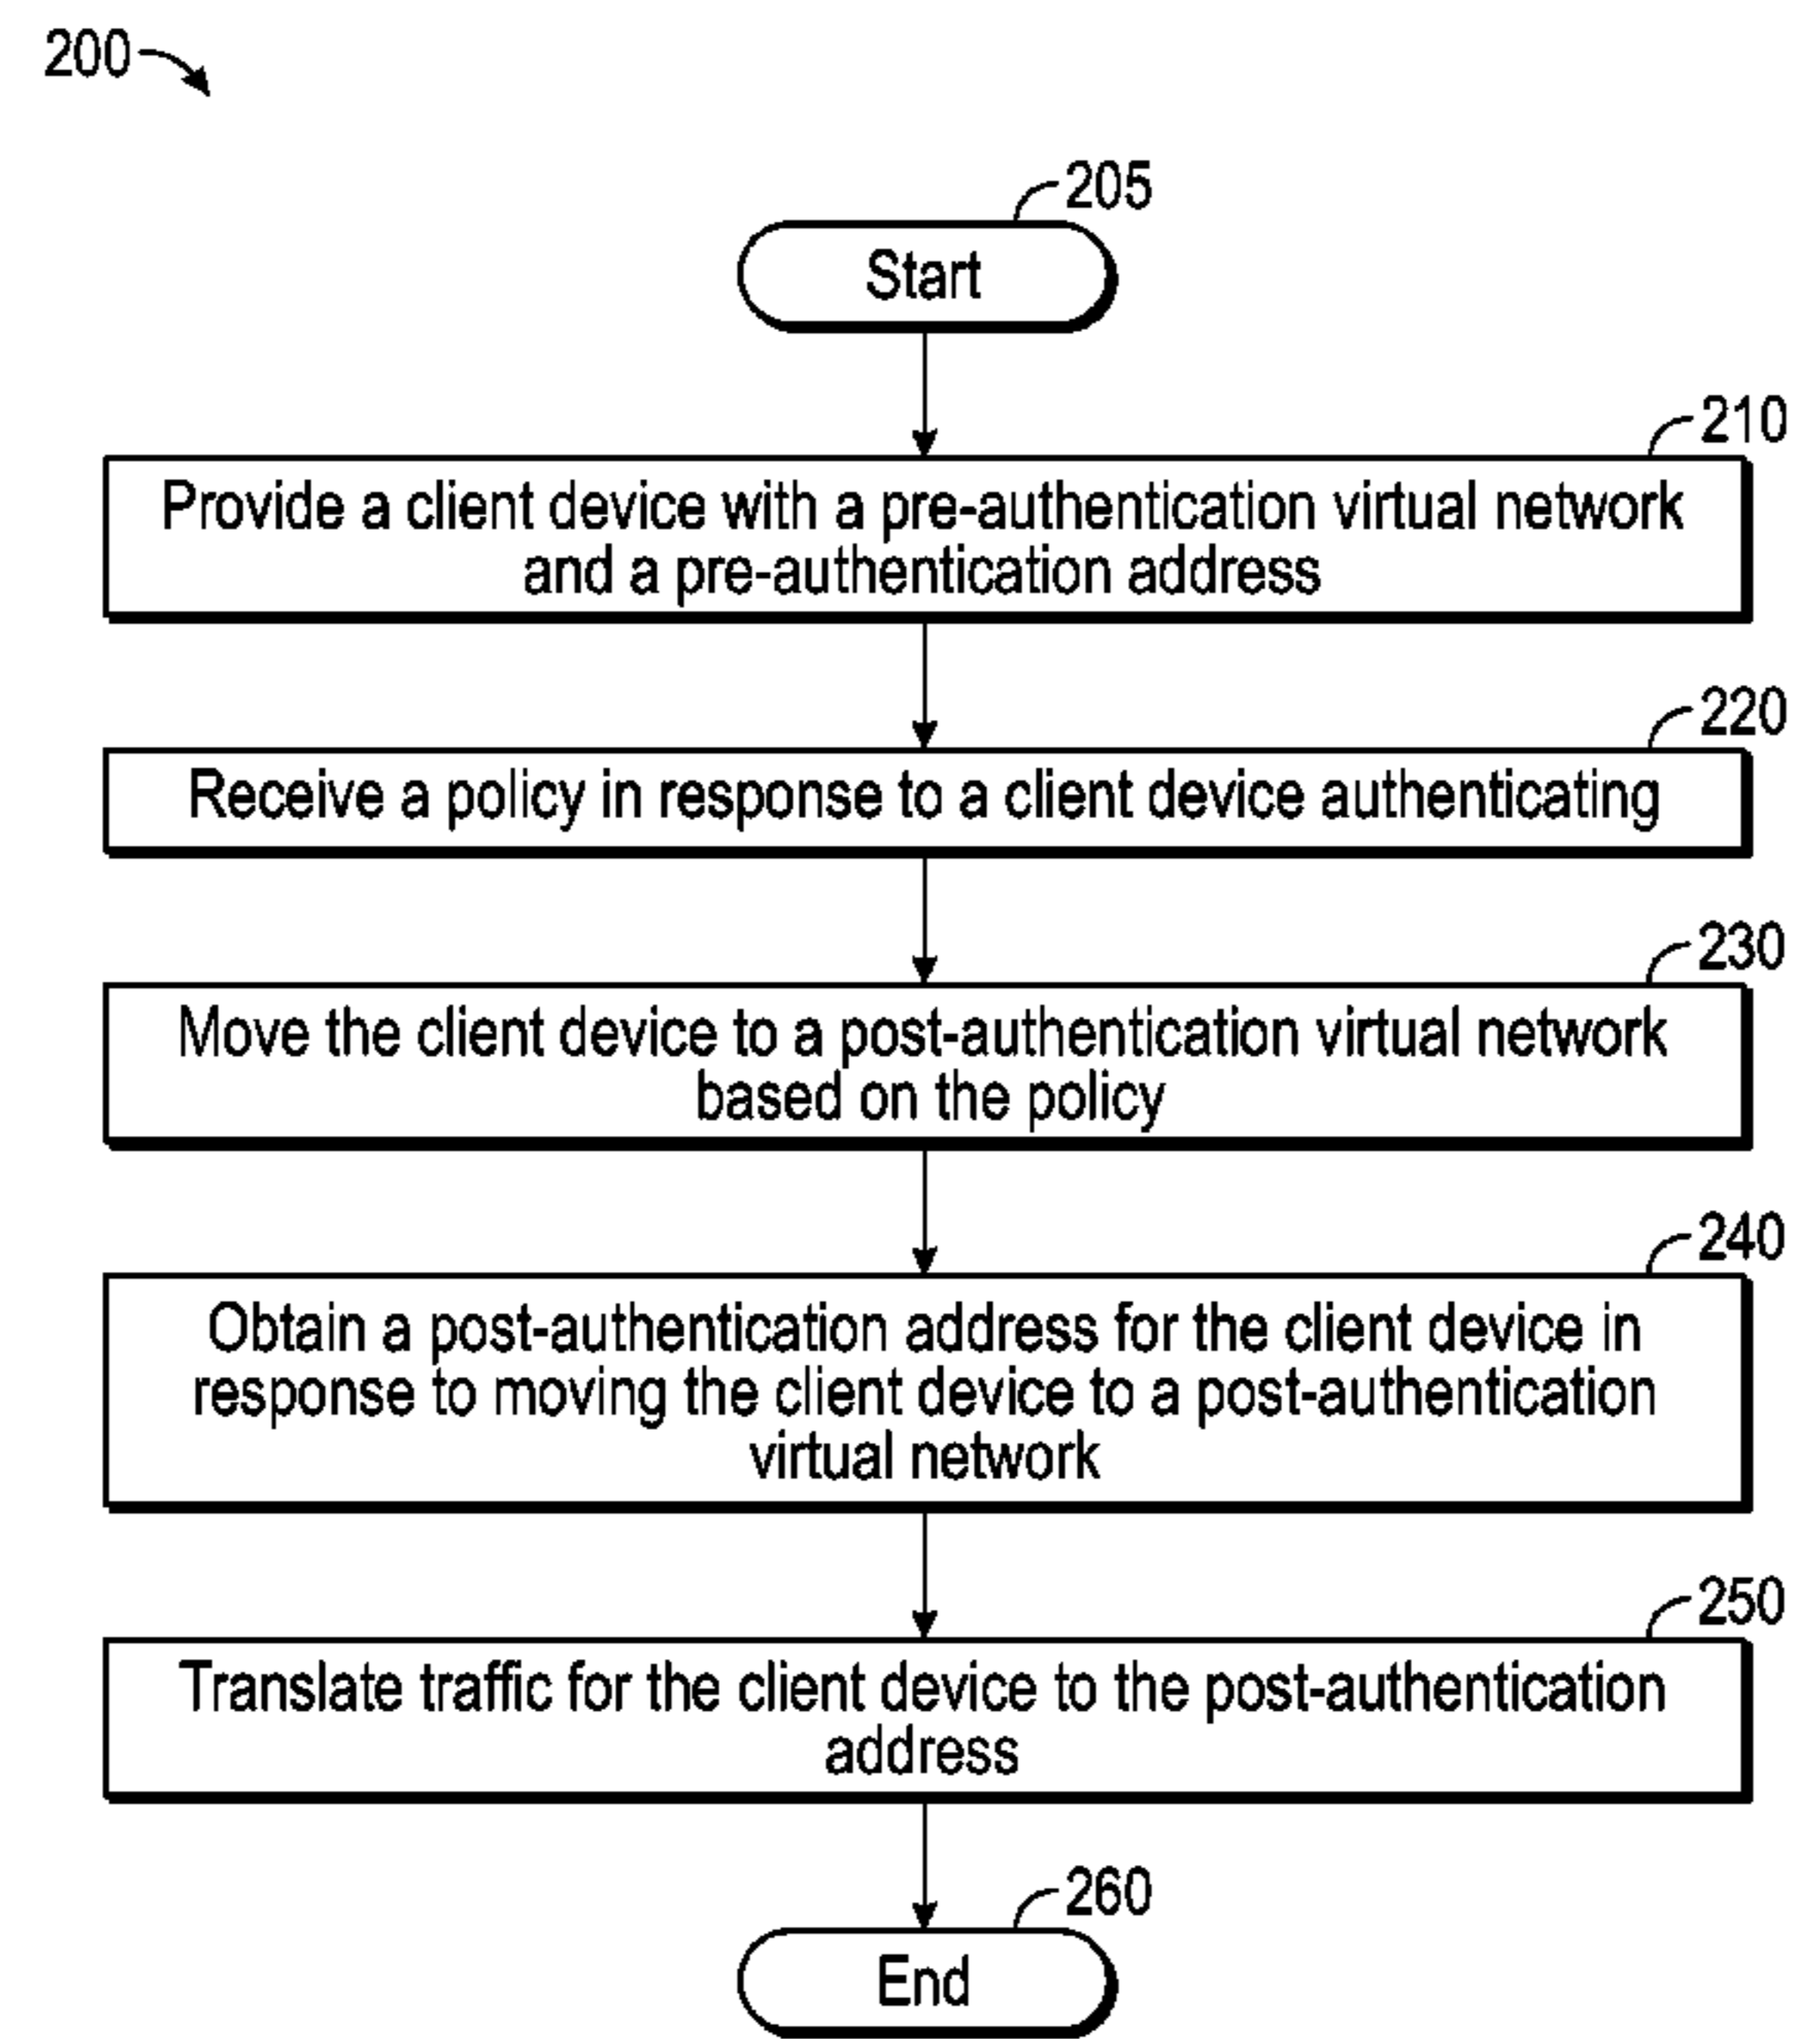 200
205
Start
210
Provide a client device with a pre-authentication virtual network
and a pre-authentication address
220
Receive a policy in response to a client device authenticating
230
Move the client device to a post-authentication virtual network
based on the policy
240
Obtain a post-authentication address for the client device in
response to moving the client device to a post-authentication
virtual network
250
Translate traffic for the client device to the post-authentication
address
260
End